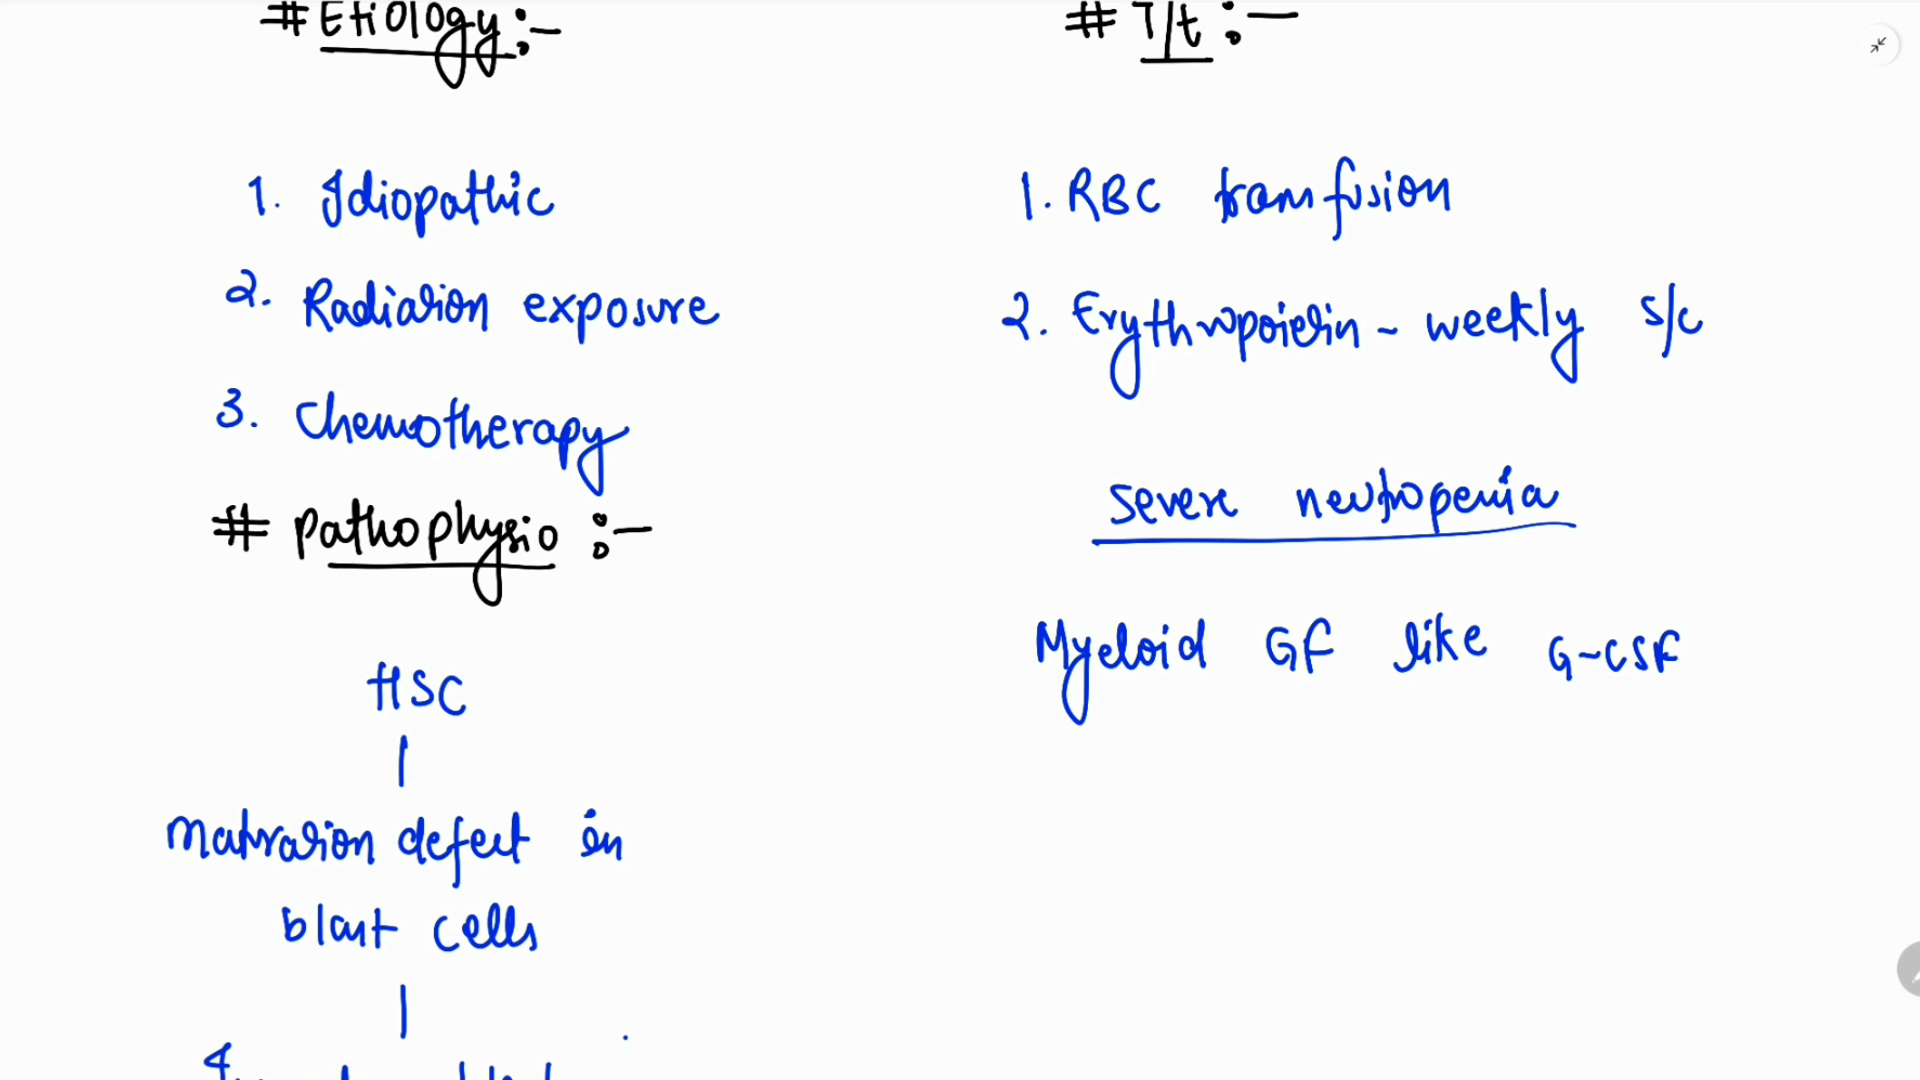 # Etiology :-
1. Idiopathic
2. Radiation exposure
3. Chemotherapy
# Pathophysio :-
HSC
Maturation defect in
blast cells
# T/t :-
1. RBC transfusion
2. Erythropoietin - weekly s/c
severe neutropenia
Myeloid GF like G-CSF